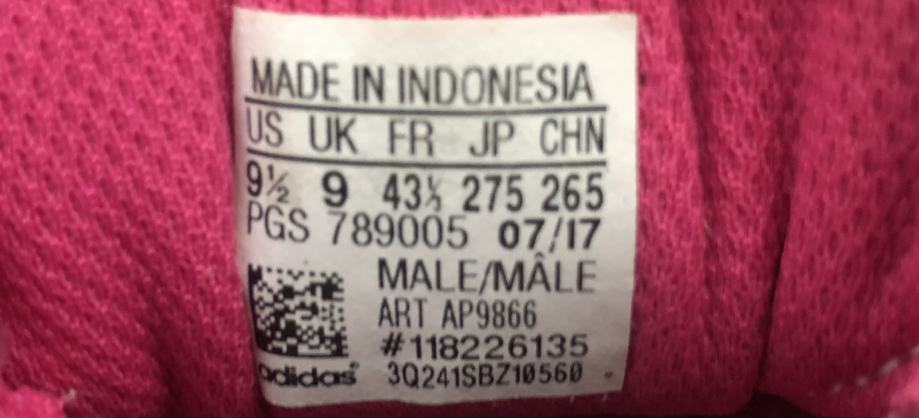 MADE IN INDONESIA
US UK FR JP CHN
9½ 9 43⅓ 275 265
PGS 789005 07/17
MALE/MÂLE
ART AP9866
#118226135
adidas 3Q241SBZ10560